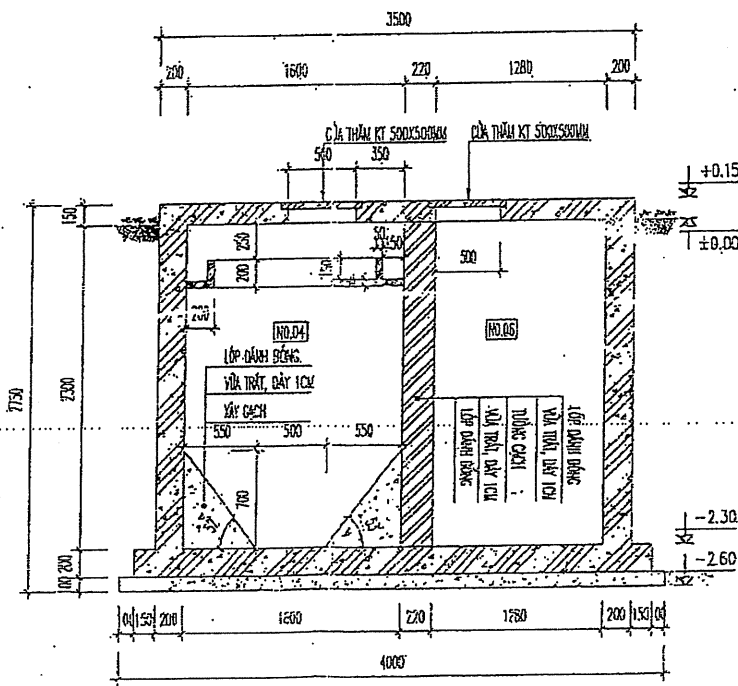 3500
200 1600 220 1280 200
CỬA THĂM KT 500X500MM
CỬA THĂM KT 500X500MM
500 350
+0.15
±0.00
150
250
200
150
50
150
500
200
NO.04
NO.05
LỚP ĐÁNH BÓNG
VỮA TRÁT, DÀY 1CM
XÂY GẠCH
550 500 550
700
LỚP ĐÁNH BÓNG
VỮA TRÁT, DÀY 1CM
TƯỜNG GẠCH :
VỮA TRÁT, DÀY 1CM
LỚP ĐÁNH BÓNG
2750
2300
200
100
-2.30
-2.60
150 200 1600 220 1280 200 150
4000